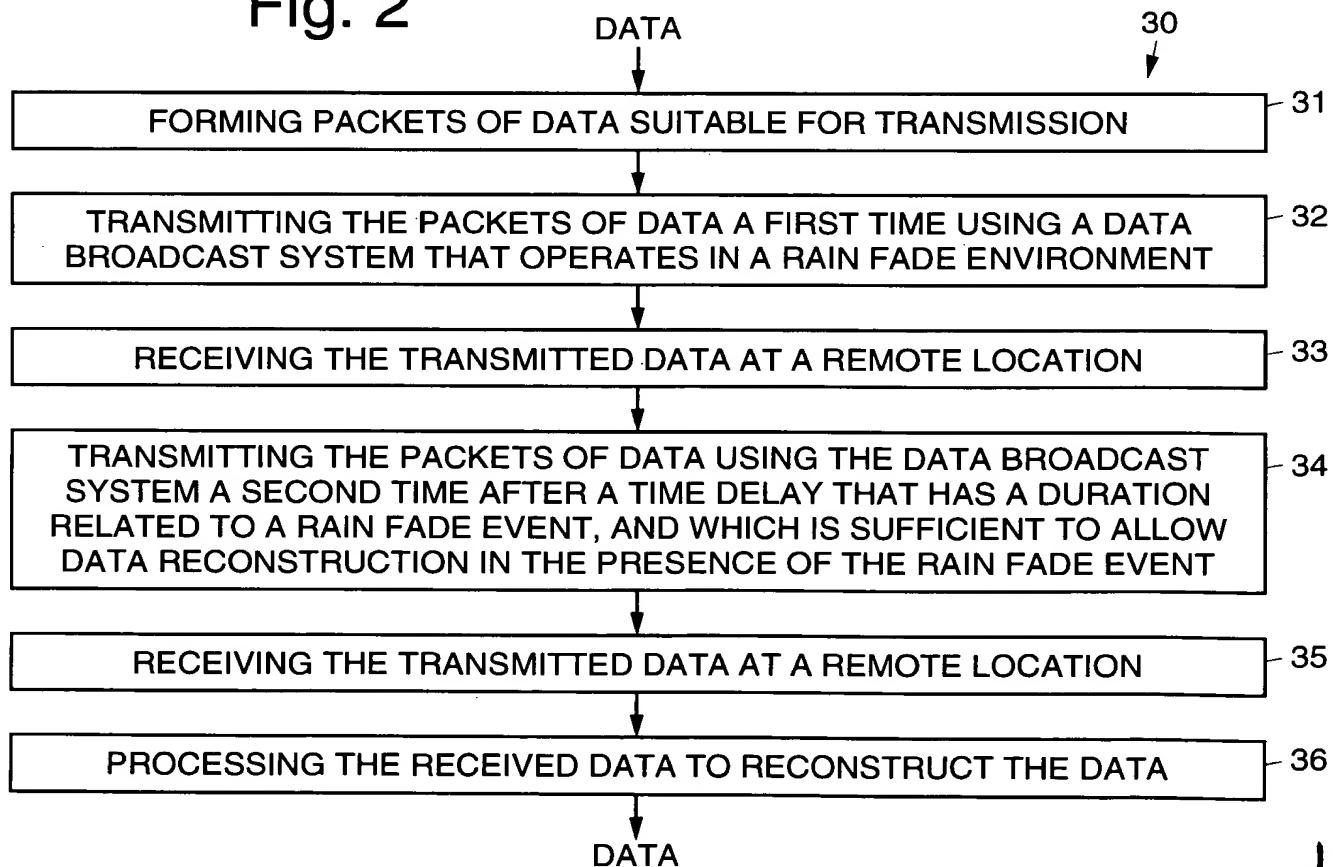 Fig. 2
DATA
30
FORMING PACKETS OF DATA SUITABLE FOR TRANSMISSION
31
TRANSMITTING THE PACKETS OF DATA A FIRST TIME USING A DATA
BROADCAST SYSTEM THAT OPERATES IN A RAIN FADE ENVIRONMENT
32
RECEIVING THE TRANSMITTED DATA AT A REMOTE LOCATION
33
TRANSMITTING THE PACKETS OF DATA USING THE DATA BROADCAST
SYSTEM A SECOND TIME AFTER A TIME DELAY THAT HAS A DURATION
RELATED TO A RAIN FADE EVENT, AND WHICH IS SUFFICIENT TO ALLOW
DATA RECONSTRUCTION IN THE PRESENCE OF THE RAIN FADE EVENT
34
RECEIVING THE TRANSMITTED DATA AT A REMOTE LOCATION
35
PROCESSING THE RECEIVED DATA TO RECONSTRUCT THE DATA
36
DATA